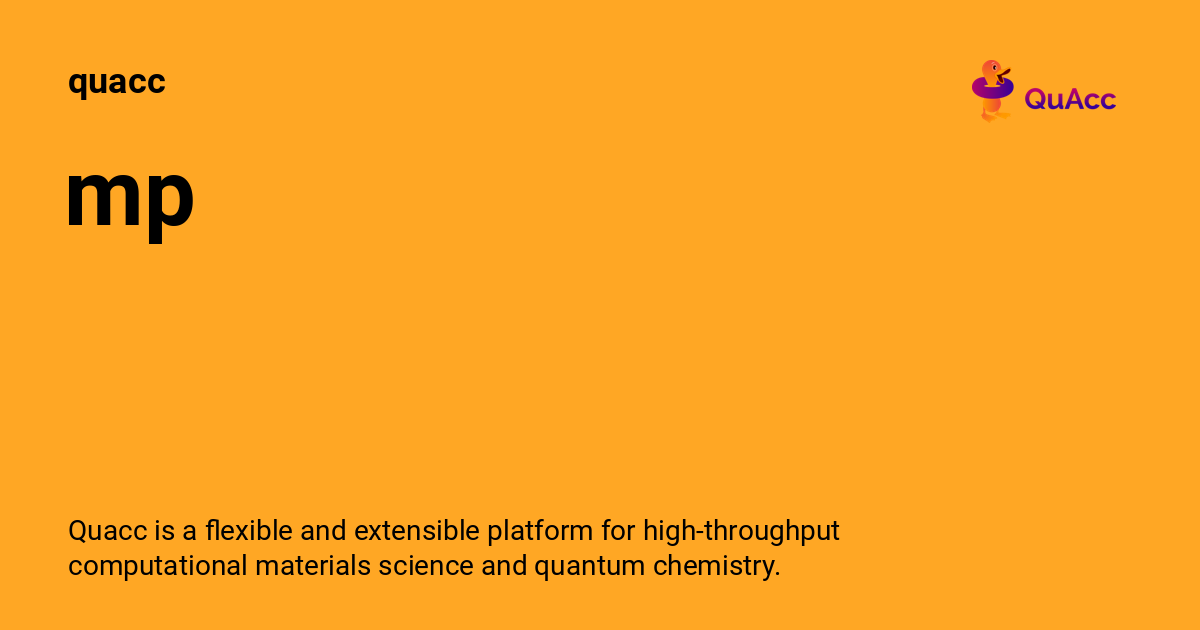 quacc
QuAcc
mp
Quacc is a flexible and extensible platform for high-throughput
computational materials science and quantum chemistry.